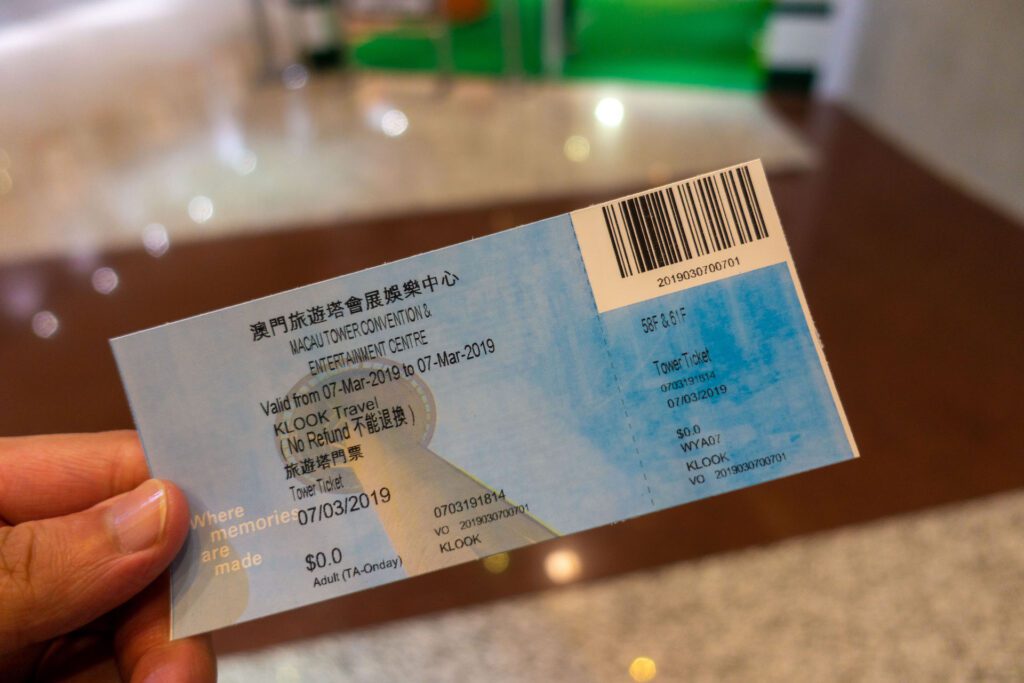 澳門旅遊塔會展娛樂中心
MACAU TOWER CONVENTION &
ENTERTAINMENT CENTRE
Valid from 07-Mar-2019 to 07-Mar-2019
KLOOK Travel
( No Refund 不能退換 )
旅遊塔門票
Tower Ticket
07/03/2019
$0.0
Adult (TA-Onday)
0703191814
VO 2019030700701
KLOOK
Where
memories
are
made
2019030700701
58F & 61F
Tower Ticket
0703191814
07/03/2019
$0.0
WYA07
KLOOK
VO 2019030700701